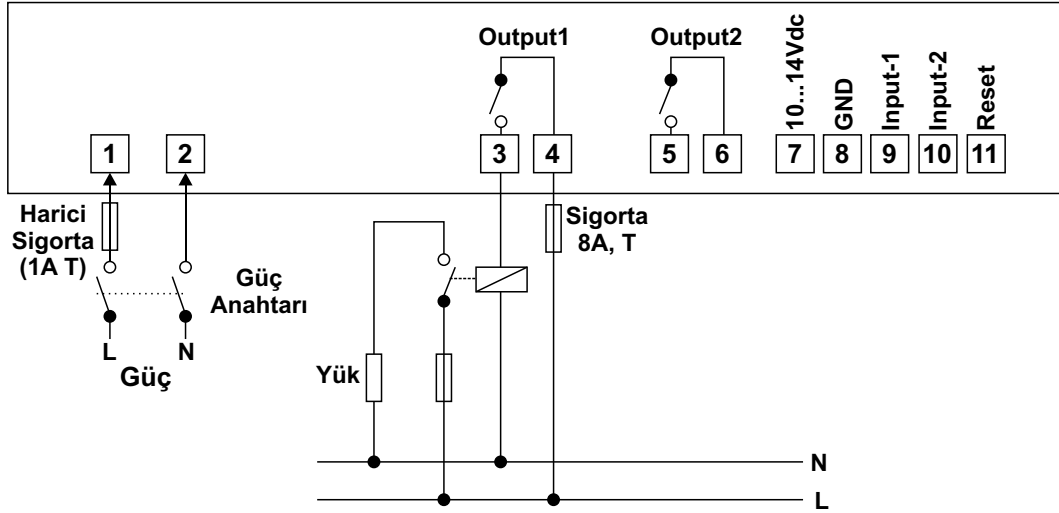 Output1
Output2
10...14Vdc
GND
Input-1
Input-2
Reset
1
2
3
4
5
6
7
8
9
10
11
Harici
Sigorta
(1A T)
Güç
Anahtarı
L
N
Güç
Sigorta
8A, T
Yük
N
L